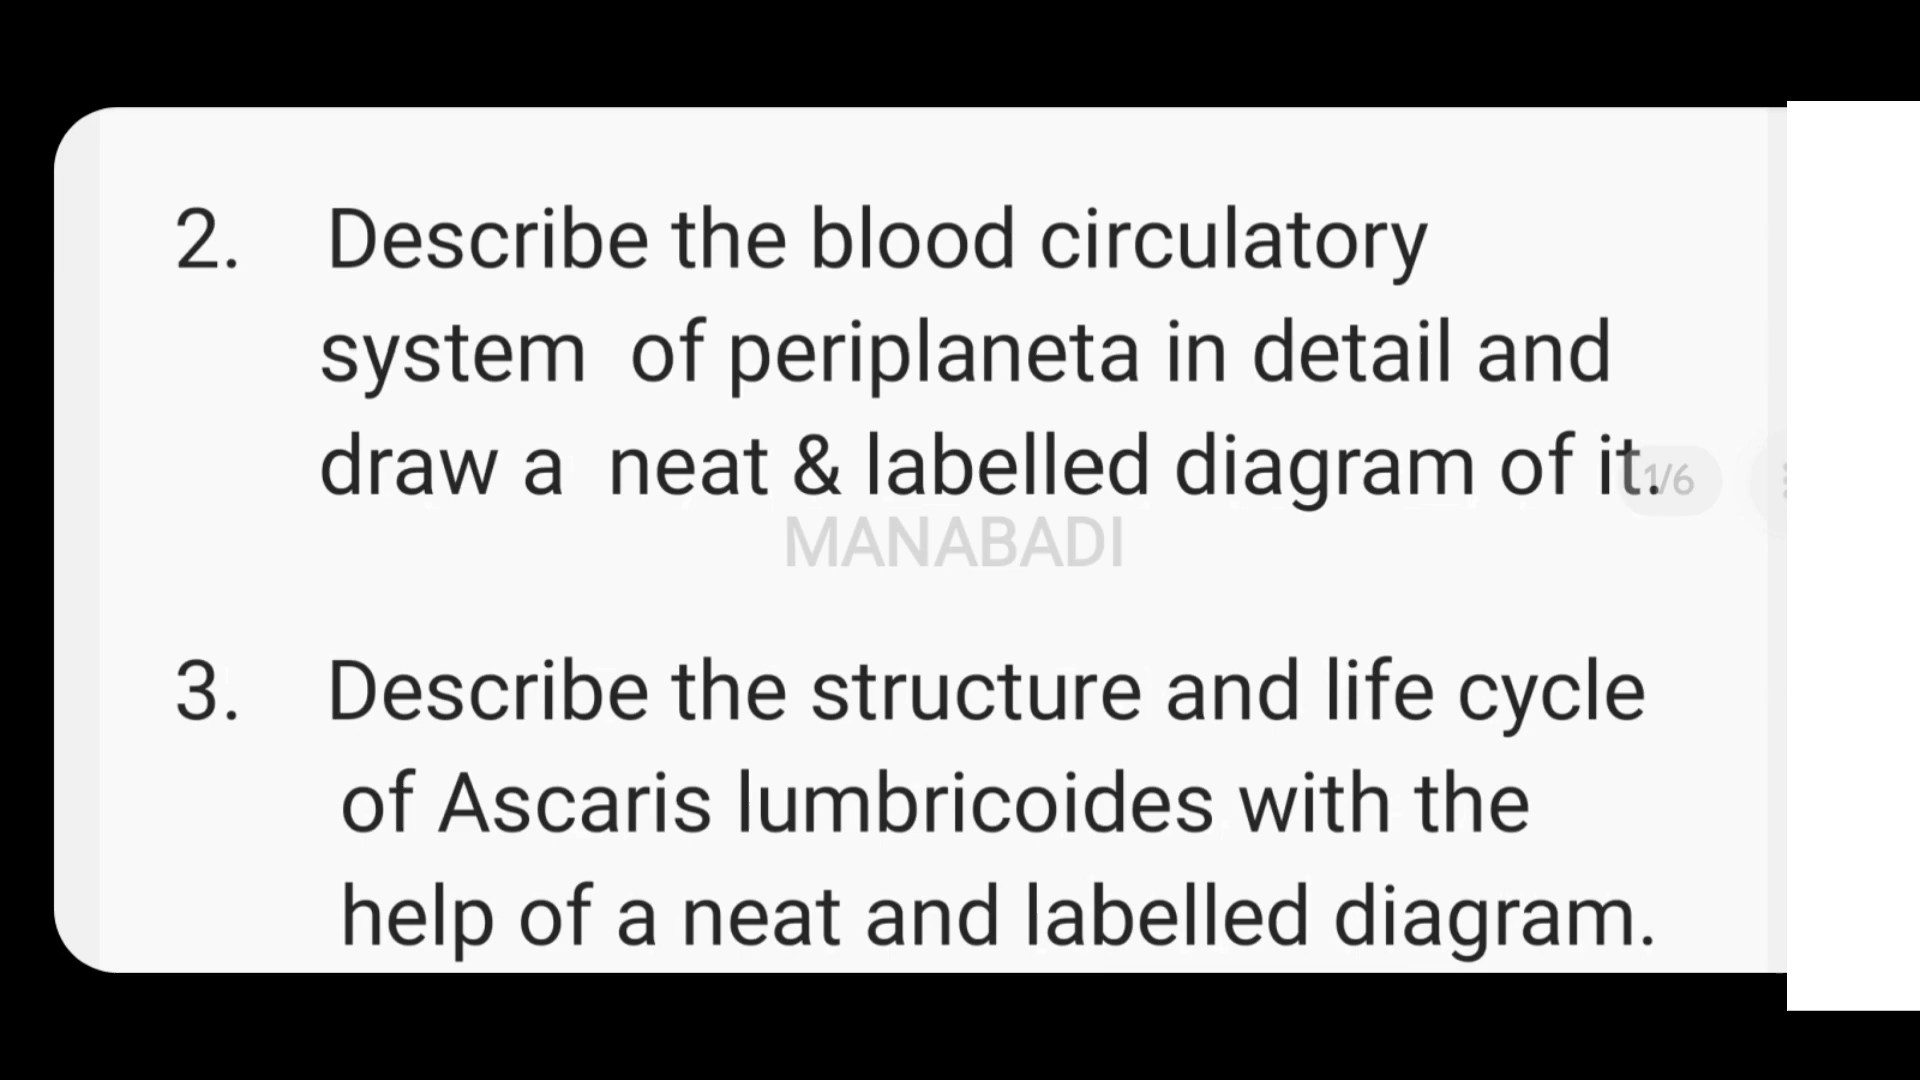 2. Describe the blood circulatory
system of periplaneta in detail and
draw a neat & labelled diagram of it.
1/6
MANABADI
3. Describe the structure and life cycle
of Ascaris lumbricoides with the
help of a neat and labelled diagram.